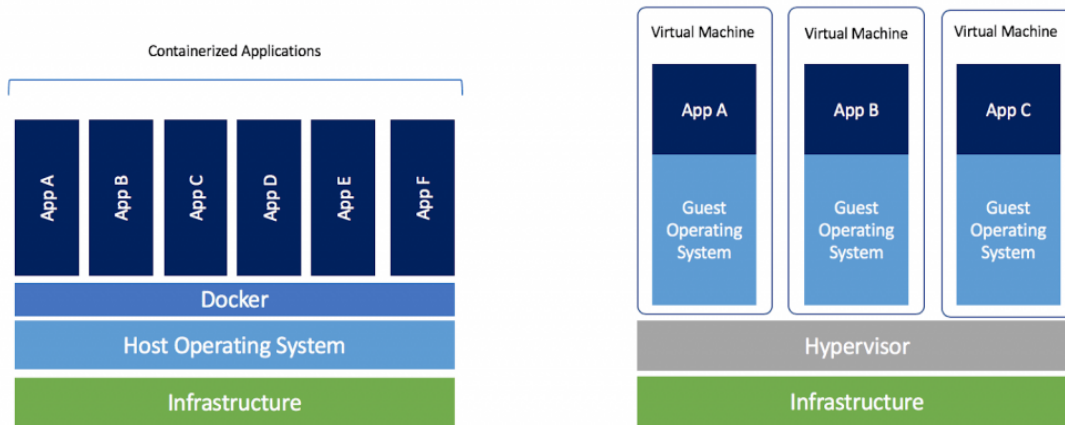 Containerized Applications
App A
App B
App C
App D
App E
App F
Docker
Host Operating System
Infrastructure
Virtual Machine
App A
Guest
Operating
System
Virtual Machine
App B
Guest
Operating
System
Virtual Machine
App C
Guest
Operating
System
Hypervisor
Infrastructure